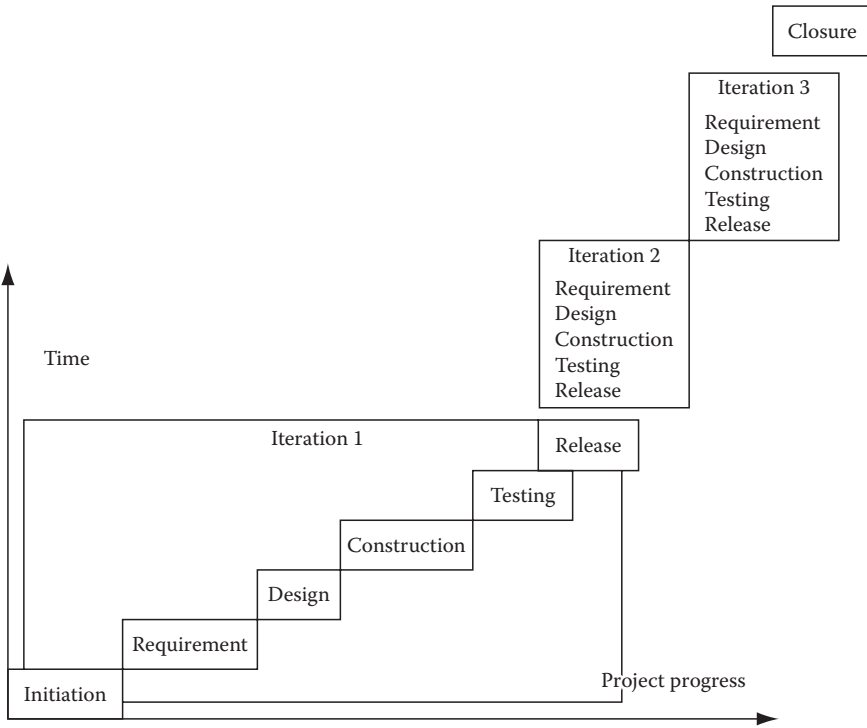 Closure
Iteration 3
Requirement
Design
Construction
Testing
Release
Iteration 2
Requirement
Design
Construction
Testing
Release
Time
Iteration 1
Release
Testing
Construction
Design
Requirement
Project progress
Initiation